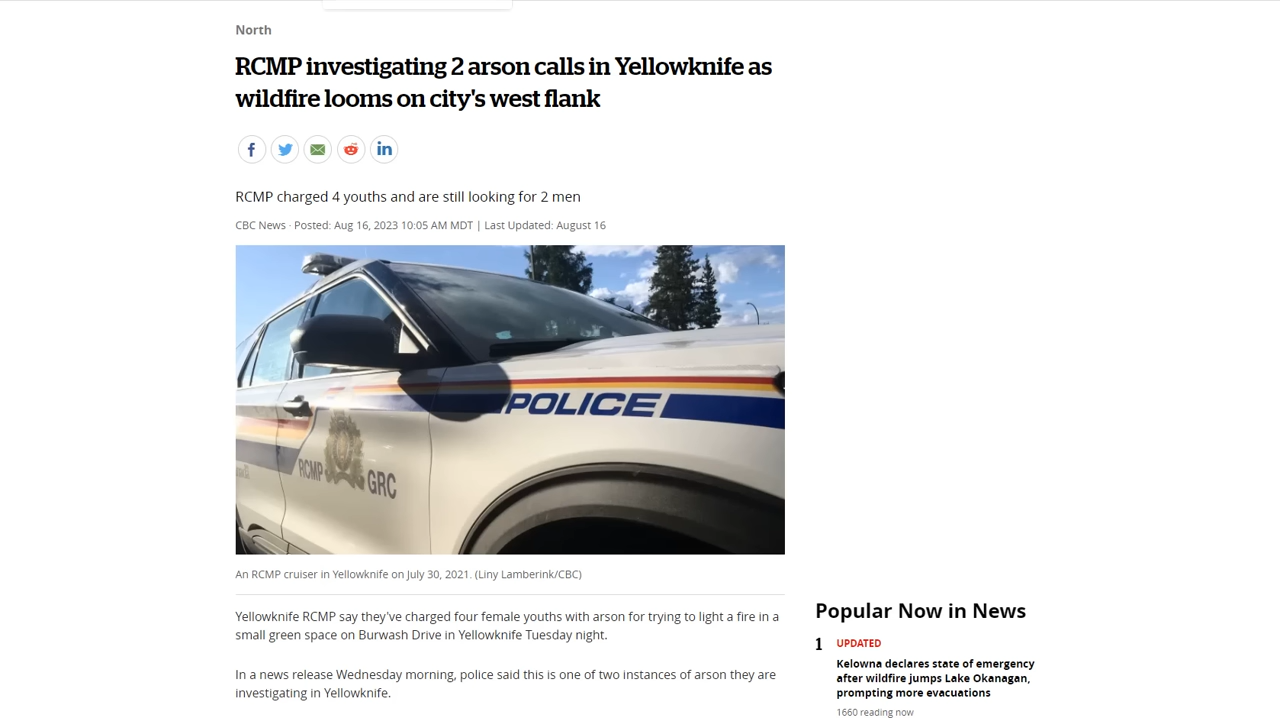 North
RCMP investigating 2 arson calls in Yellowknife as
wildfire looms on city's west flank
RCMP charged 4 youths and are still looking for 2 men
CBC News · Posted: Aug 16, 2023 10:05 AM MDT | Last Updated: August 16
POLICE
RCMP GRC
An RCMP cruiser in Yellowknife on July 30, 2021. (Liny Lamberink/CBC)
Yellowknife RCMP say they've charged four female youths with arson for trying to light a fire in a
small green space on Burwash Drive in Yellowknife Tuesday night.
In a news release Wednesday morning, police said this is one of two instances of arson they are
investigating in Yellowknife.
Popular Now in News
1 UPDATED
Kelowna declares state of emergency
after wildfire jumps Lake Okanagan,
prompting more evacuations
1660 reading now